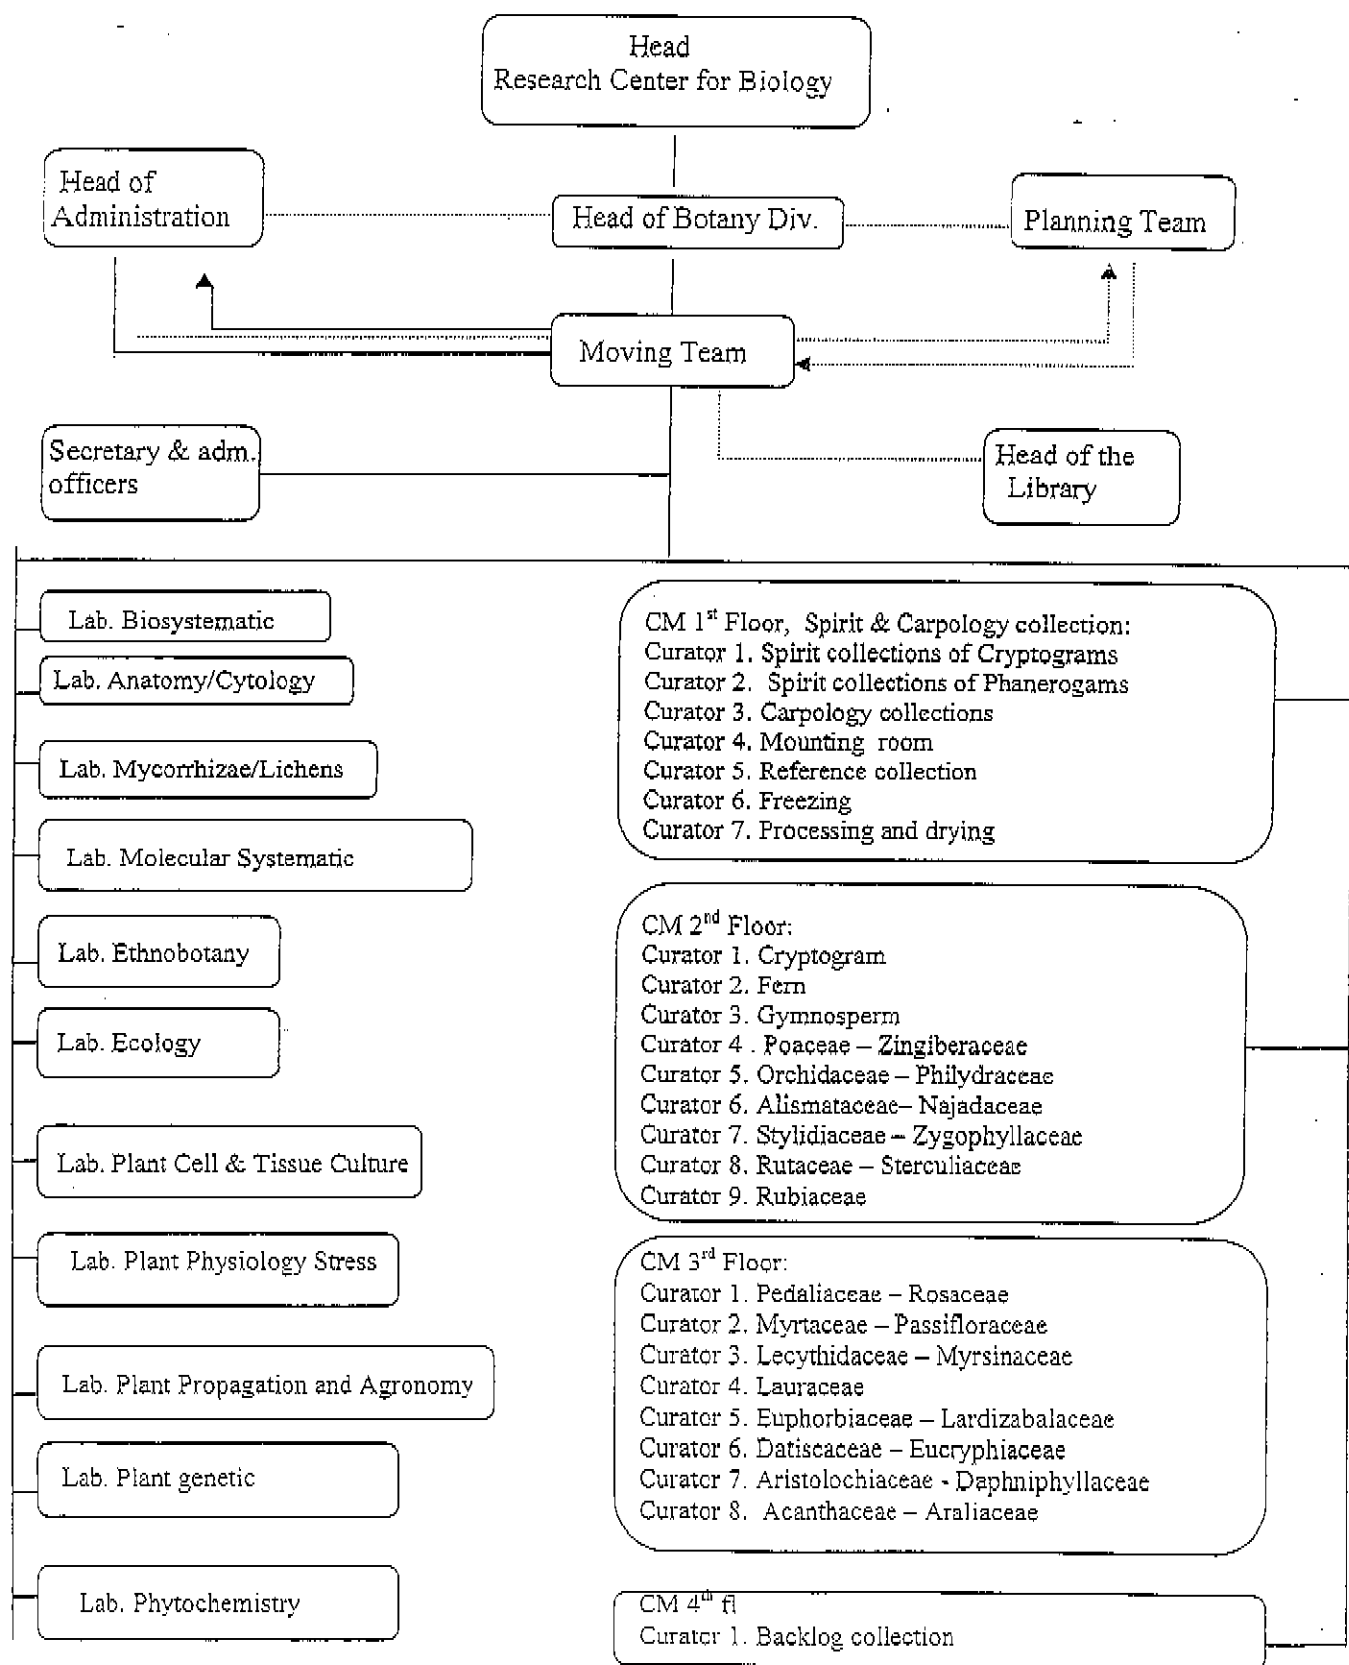 Head
Research Center for Biology
Head of
Administration
Head of Botany Div.
Planning Team
Moving Team
Secretary & adm.
officers
Head of the
Library
Lab. Biosystematic
Lab. Anatomy/Cytology
Lab. Mycorrhizae/Lichens
Lab. Molecular Systematic
Lab. Ethnobotany
Lab. Ecology
Lab. Plant Cell & Tissue Culture
Lab. Plant Physiology Stress
Lab. Plant Propagation and Agronomy
Lab. Plant genetic
Lab. Phytochemistry
CM 1st Floor, Spirit & Carpology collection:
Curator 1. Spirit collections of Cryptograms
Curator 2. Spirit collections of Phanerogams
Curator 3. Carpology collections
Curator 4. Mounting room
Curator 5. Reference collection
Curator 6. Freezing
Curator 7. Processing and drying
CM 2nd Floor:
Curator 1. Cryptogram
Curator 2. Fern
Curator 3. Gymnosperm
Curator 4 . Poaceae – Zingiberaceae
Curator 5. Orchidaceae – Philydraceae
Curator 6. Alismataceae– Najadaceae
Curator 7. Stylidiaceae – Zygophyllaceae
Curator 8. Rutaceae – Sterculiaceae
Curator 9. Rubiaceae
CM 3rd Floor:
Curator 1. Pedaliaceae – Rosaceae
Curator 2. Myrtaceae – Passifloraceae
Curator 3. Lecythidaceae – Myrsinaceae
Curator 4. Lauraceae
Curator 5. Euphorbiaceae – Lardizabalaceae
Curator 6. Datiscaceae – Eucryphiaceae
Curator 7. Aristolochiaceae - Daphniphyllaceae
Curator 8. Acanthaceae – Araliaceae
CM 4th fl
Curator 1. Backlog collection